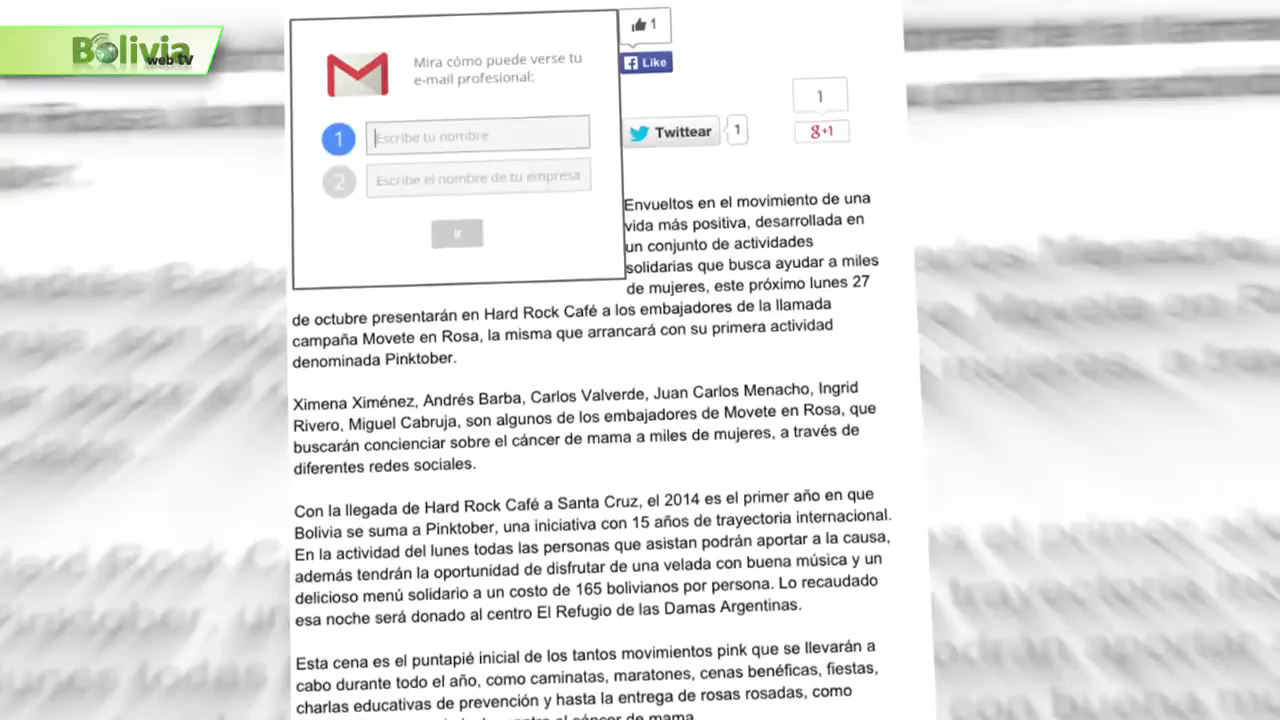 Bolivia
web tv
Mira cómo puede verse tu
e-mail profesional:
1
Escribe tu nombre
2
Escribe el nombre de tu empresa
Ir
1
Like
Twittear
1
1
g+1
Envueltos en el movimiento de una
vida más positiva, desarrollada en
un conjunto de actividades
solidarias que busca ayudar a miles
de mujeres, este próximo lunes 27
de octubre presentarán en Hard Rock Café a los embajadores de la llamada
campaña Movete en Rosa, la misma que arrancará con su primera actividad
denominada Pinktober.
Ximena Ximénez, Andrés Barba, Carlos Valverde, Juan Carlos Menacho, Ingrid
Rivero, Miguel Cabruja, son algunos de los embajadores de Movete en Rosa, que
buscarán concienciar sobre el cáncer de mama a miles de mujeres, a través de
diferentes redes sociales.
Con la llegada de Hard Rock Café a Santa Cruz, el 2014 es el primer año en que
Bolivia se suma a Pinktober, una iniciativa con 15 años de trayectoria internacional.
En la actividad del lunes todas las personas que asistan podrán aportar a la causa,
además tendrán la oportunidad de disfrutar de una velada con buena música y un
delicioso menú solidario a un costo de 165 bolivianos por persona. Lo recaudado
esa noche será donado al centro El Refugio de las Damas Argentinas.
Esta cena es el puntapié inicial de los tantos movimientos pink que se llevarán a
cabo durante todo el año, como caminatas, maratones, cenas benéficas, fiestas,
charlas educativas de prevención y hasta la entrega de rosas rosadas, como
cáncer de mama